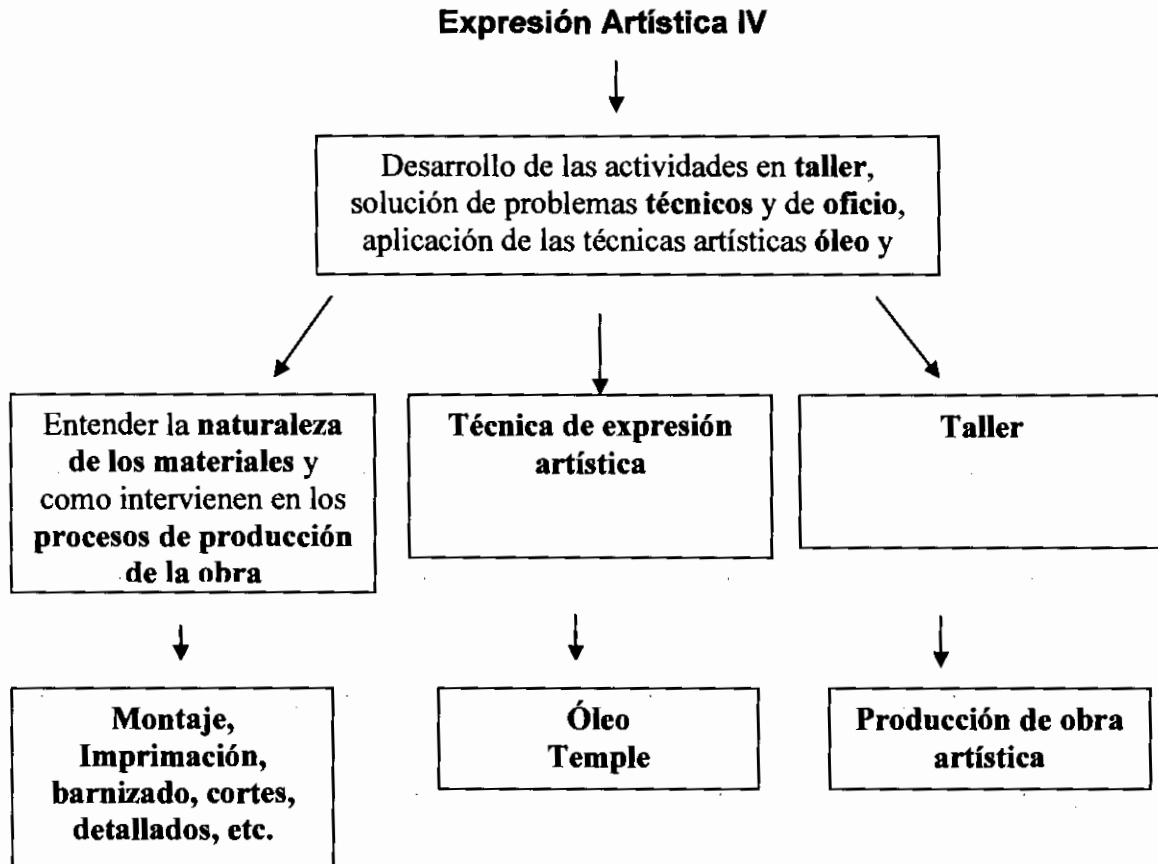 Expresión Artística IV
Desarrollo de las actividades en taller,
solución de problemas técnicos y de oficio,
aplicación de las técnicas artísticas óleo y
Entender la naturaleza
de los materiales y
como intervienen en los
procesos de producción
de la obra
Técnica de expresión
artística
Taller
Montaje,
Imprimación,
barnizado, cortes,
detallados, etc.
Óleo
Temple
Producción de obra
artística